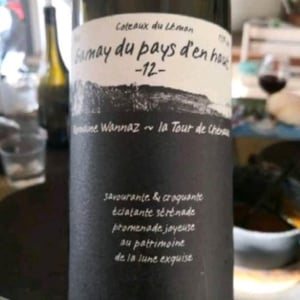 Coteaux du Léman
Gamay du pays d'en haut
-12-
Domaine Wannaz ~ la Tour de
savourante & croquante
éclatante sérénade
promenade joyeuse
au patrimoine
de la lune exquise